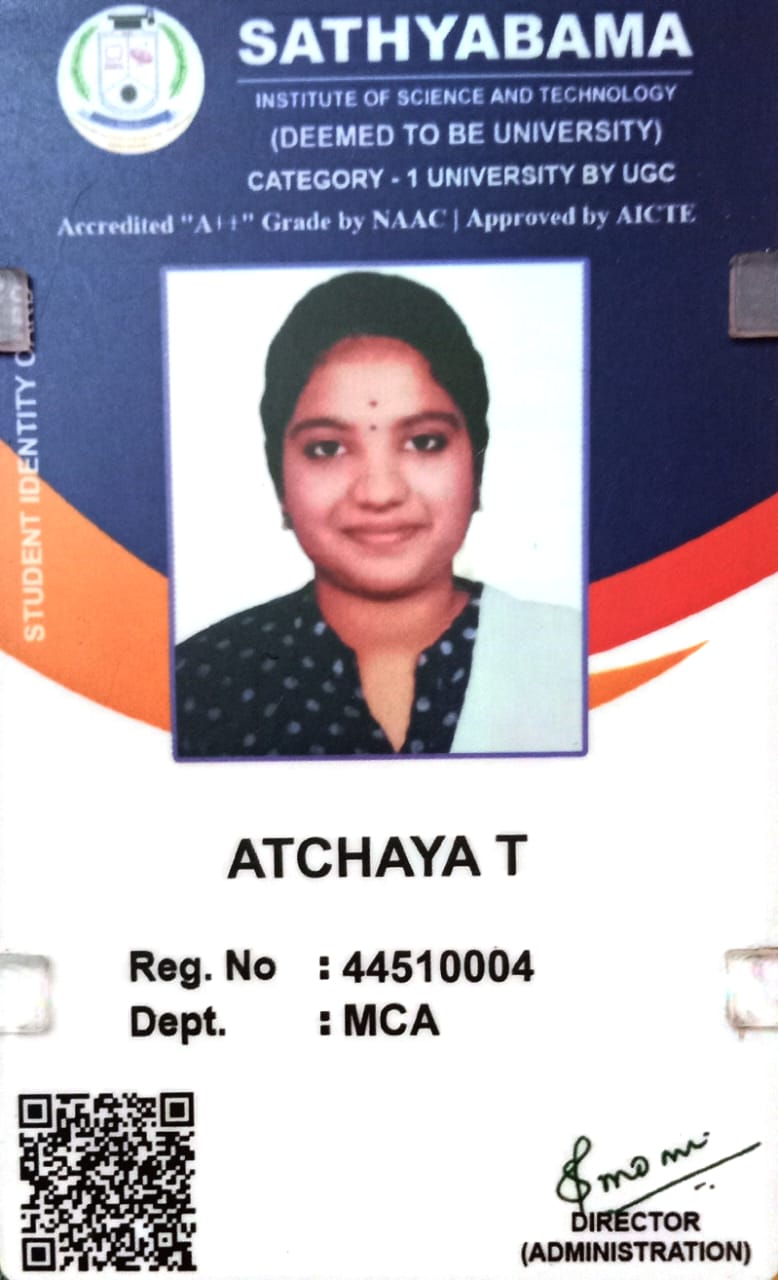 SATHYABAMA
INSTITUTE OF SCIENCE AND TECHNOLOGY
(DEEMED TO BE UNIVERSITY)
CATEGORY - 1 UNIVERSITY BY UGC
Accredited "A++" Grade by NAAC | Approved by AICTE
STUDENT IDENTITY CARD
ATCHAYA T
Reg. No : 44510004
Dept. : MCA
DIRECTOR
(ADMINISTRATION)